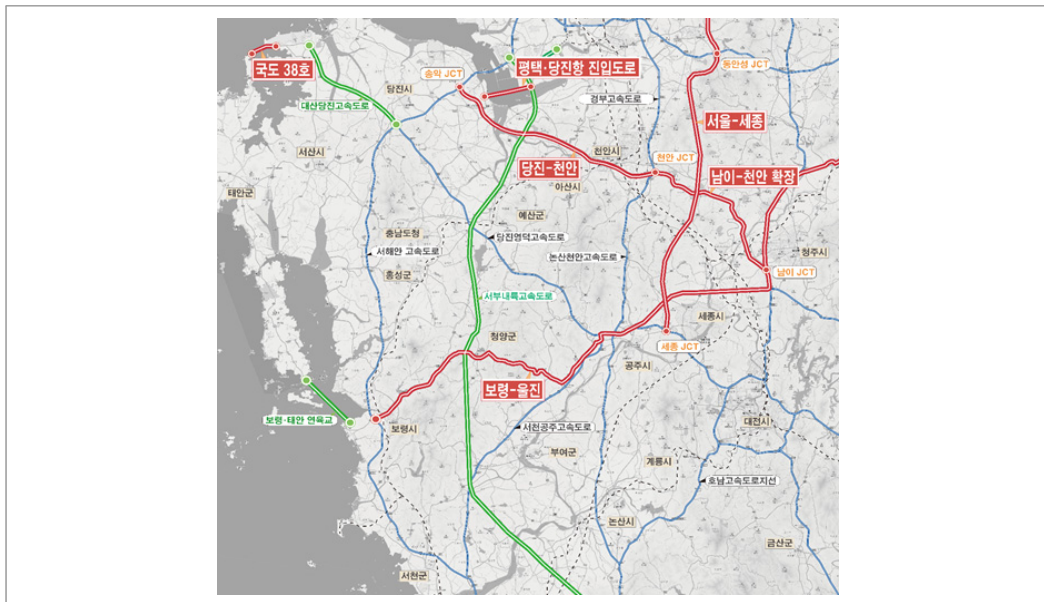 국도 38호
평택·당진항 진입도로
송악 JCT
동안성 JCT
당진시
대산당진고속도로
경부고속도로
서울-세종
서산시
천안시
천안 JCT
당진-천안
남이-천안 확장
아산시
태안군
예산군
충남도청
당진영덕고속도로
서해안 고속도로
논산천안고속도로
청주시
홍성군
남이 JCT
서부내륙고속도로
세종시
청양군
세종 JCT
공주시
보령-울진
보령·태안 연육교
보령시
서천공주고속도로
대전시
부여군
계룡시
호남고속도로지선
논산시
금산군
서천군